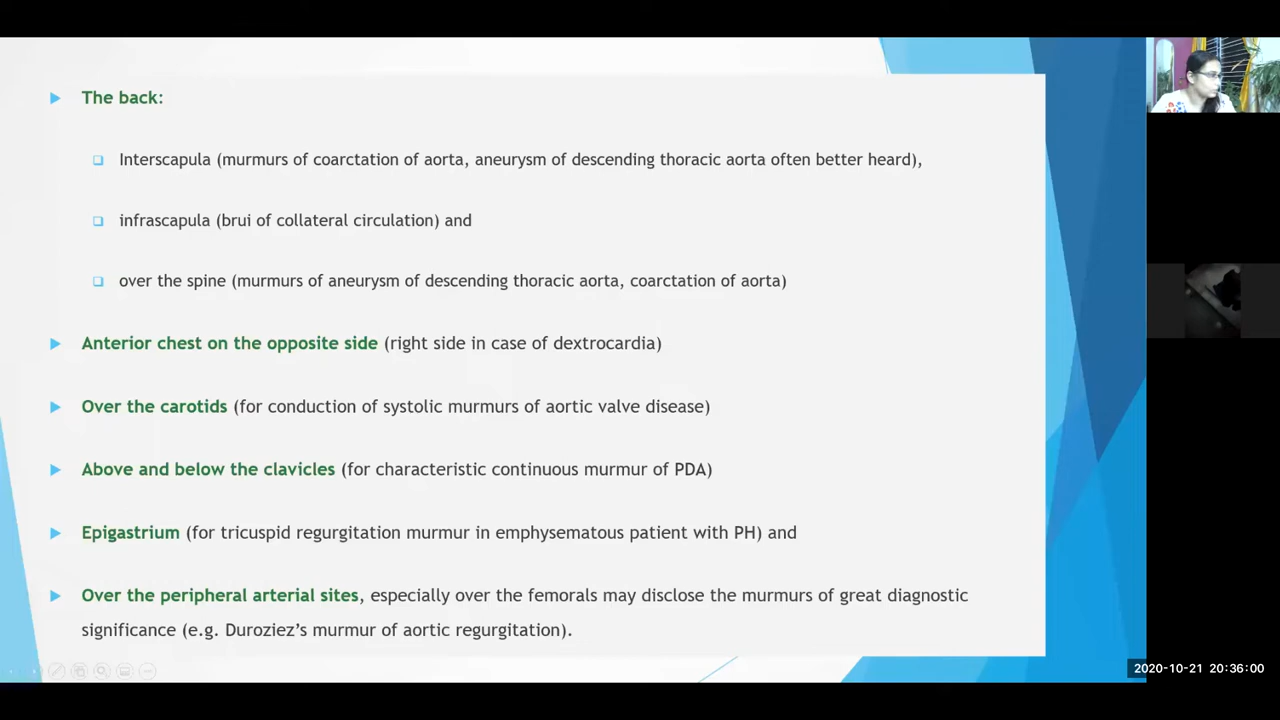 The back:
Interscapula (murmurs of coarctation of aorta, aneurysm of descending thoracic aorta often better heard),
infrascapula (brui of collateral circulation) and
over the spine (murmurs of aneurysm of descending thoracic aorta, coarctation of aorta)
Anterior chest on the opposite side (right side in case of dextrocardia)
Over the carotids (for conduction of systolic murmurs of aortic valve disease)
Above and below the clavicles (for characteristic continuous murmur of PDA)
Epigastrium (for tricuspid regurgitation murmur in emphysematous patient with PH) and
Over the peripheral arterial sites, especially over the femorals may disclose the murmurs of great diagnostic
significance (e.g. Duroziez’s murmur of aortic regurgitation).
2020-10-21 20:36:00